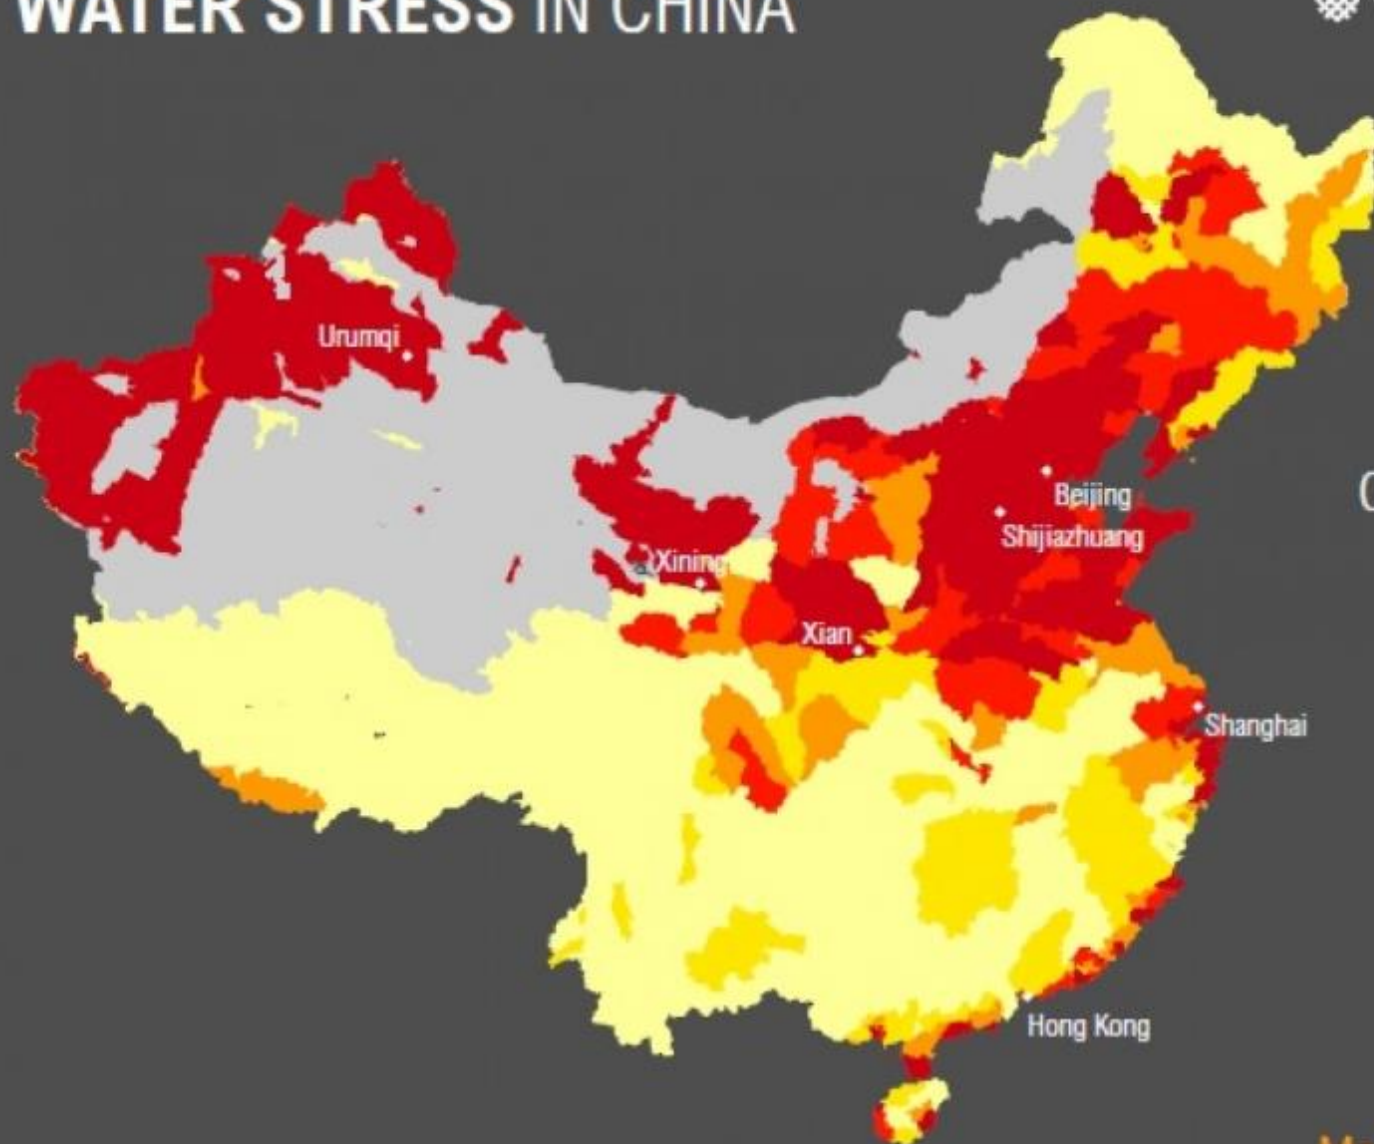 WATER STRESS IN CHINA
Urumqi
Beijing
Shijiazhuang
Xining
Xian
Shanghai
Hong Kong